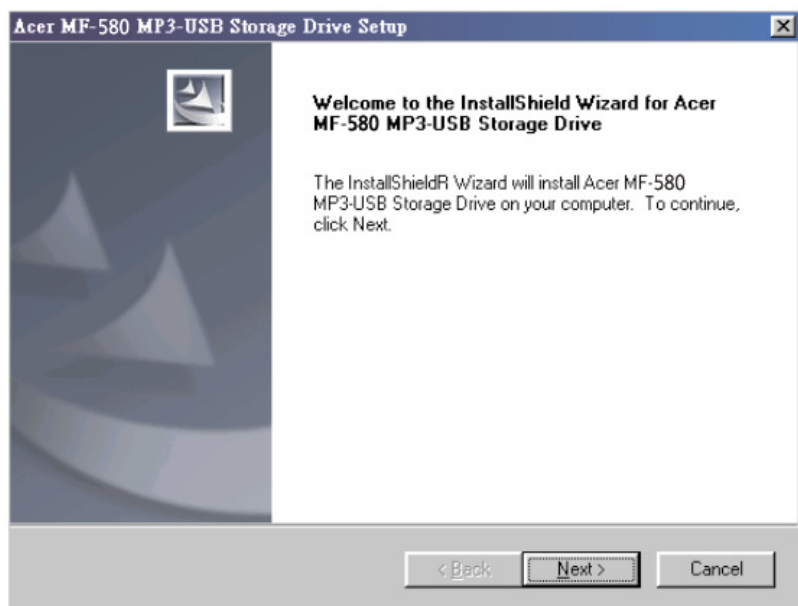 Acer MF-580 MP3-USB Storage Drive Setup
Welcome to the InstallShield Wizard for Acer
MF-580 MP3-USB Storage Drive
The InstallShieldR Wizard will install Acer MF-580
MP3-USB Storage Drive on your computer. To continue,
click Next.
< Back
Next >
Cancel